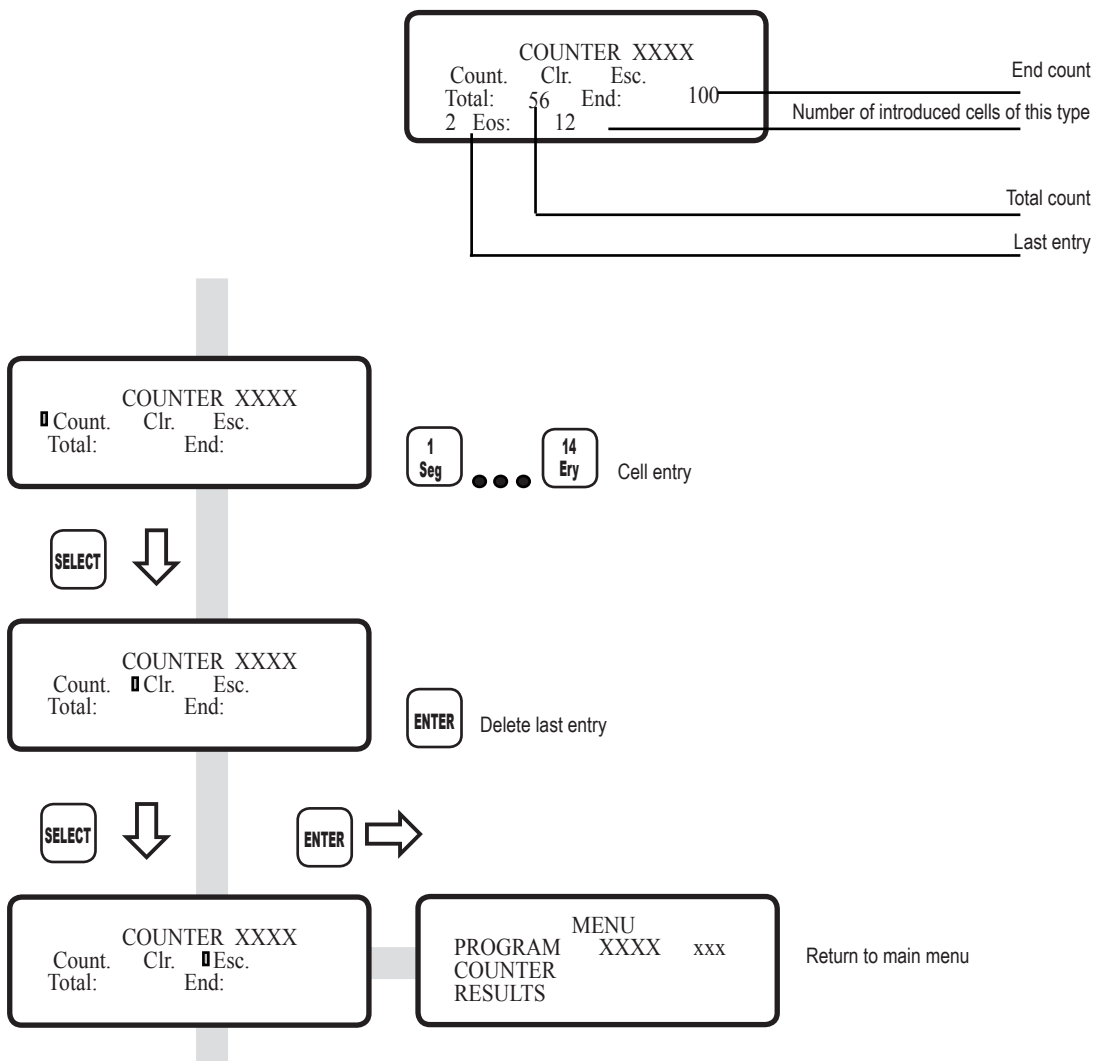 COUNTER XXXX
Count. Clr. Esc.
Total: 56 End: 100
2 Eos: 12
End count
Number of introduced cells of this type
Total count
Last entry
COUNTER XXXX
Count. Clr. Esc.
Total: End:
1
Seg
14
Ery
Cell entry
SELECT
COUNTER XXXX
Count. Clr. Esc.
Total: End:
ENTER
Delete last entry
SELECT
ENTER
COUNTER XXXX
Count. Clr. Esc.
Total: End:
MENU
PROGRAM XXXX xxx
COUNTER
RESULTS
Return to main menu